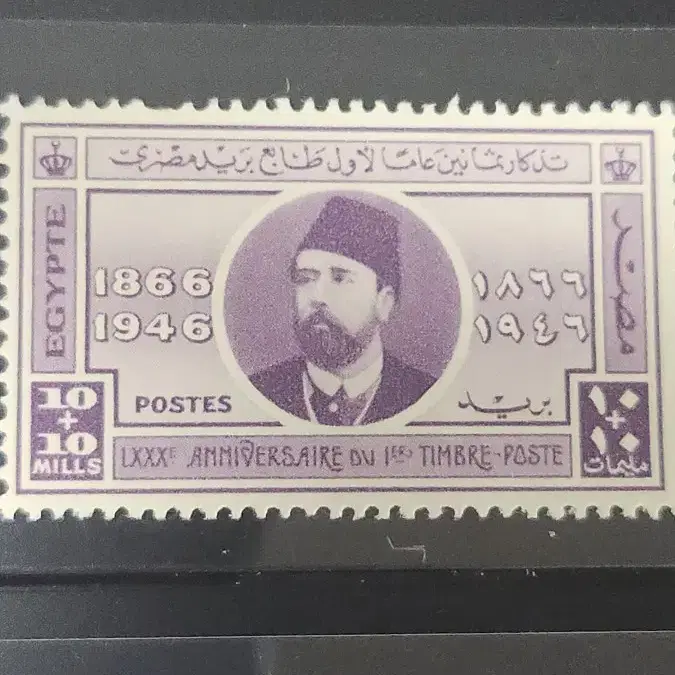 تذكار ثمانين عاما لأول طابع بريد مصرى
EGYPTE
مصر
1866
١٨٦٦
1946
١٩٤٦
POSTES
بريد
10
+
10
MILLS
١٠
+
١٠
مليمات
LXXXE ANNIVERSAIRE DU 1ER TIMBRE-POSTE